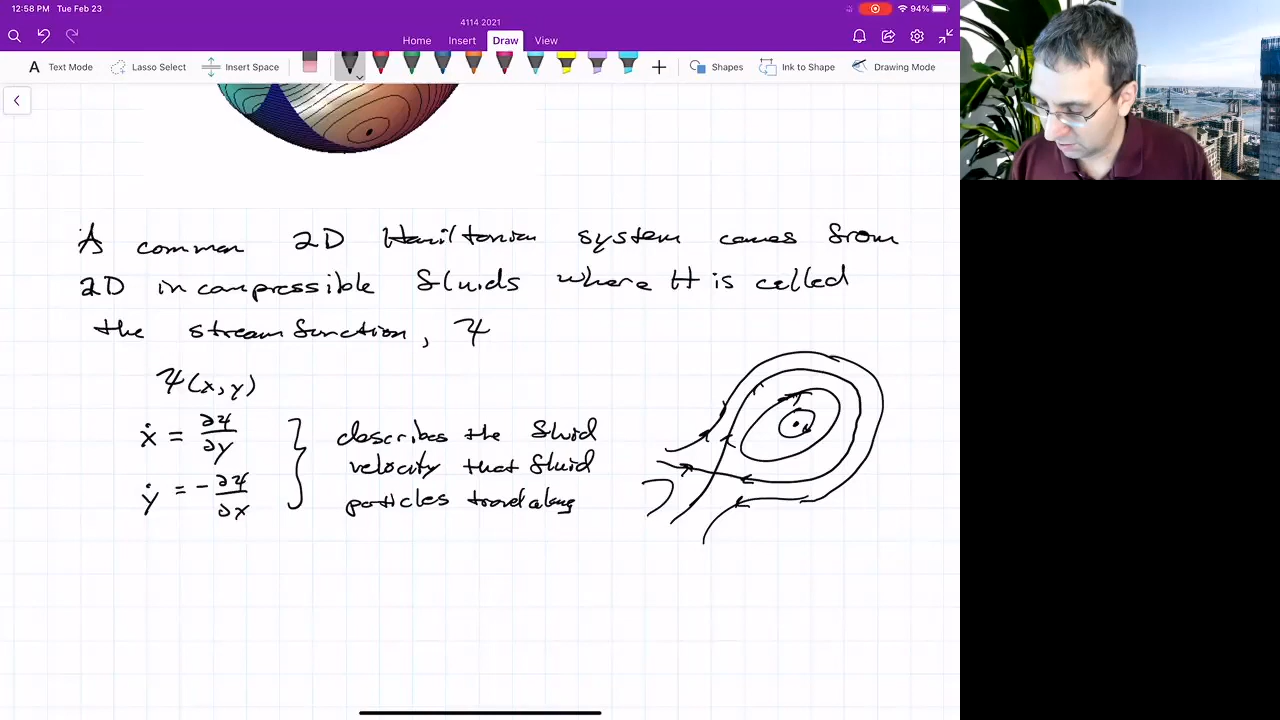 12:58 PM Tue Feb 23
94%
4114 2021
Home Insert Draw View
A Text Mode Lasso Select Insert Space Shapes Ink to Shape Drawing Mode
A common 2D Hamiltonian system comes from
2D incompressible fluids where H is called
the streamfunction, ψ
ψ(x,y)
ẋ = ∂ψ/∂y
ẏ = -∂ψ/∂x
describes the fluid
velocity that fluid
particles travel along